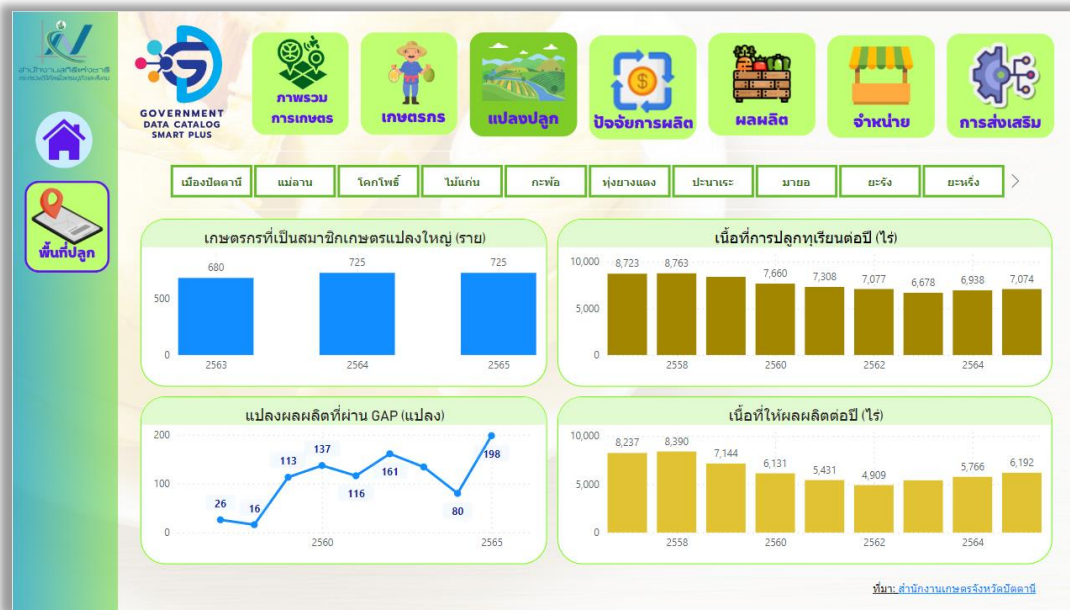 สำนักงานสถิติแห่งชาติ
GOVERNMENT
DATA CATALOG
SMART PLUS
ภาพรวม
การเกษตร
เกษตรกร
แปลงปลูก
ปัจจัยการผลิต
ผลผลิต
จำหน่าย
การส่งเสริม
พื้นที่ปลูก
เมืองปัตตานี แม่ลาน โคกโพธิ์ ไม้แก่น กะพ้อ ทุ่งยางแดง ปะนาเระ มายอ ยะรัง ยะหริ่ง
เกษตรกรที่เป็นสมาชิกเกษตรแปลงใหญ่ (ราย)
680 725 725
500
0
2563 2564 2565
เนื้อที่การปลูกทุเรียนต่อปี (ไร่)
10,000
8,723 8,763 7,660 7,308 7,077 6,678 6,938 7,074
5,000
0
2558 2560 2562 2564
แปลงผลผลิตที่ผ่าน GAP (แปลง)
200
100
0
26 16 113 137 116 161 80 198
2560 2565
เนื้อที่ให้ผลผลิตต่อปี (ไร่)
10,000
8,237 8,390 7,144 6,131 5,431 4,909 5,766 6,192
5,000
0
2558 2560 2562 2564
ที่มา: สำนักงานเกษตรจังหวัดปัตตานี